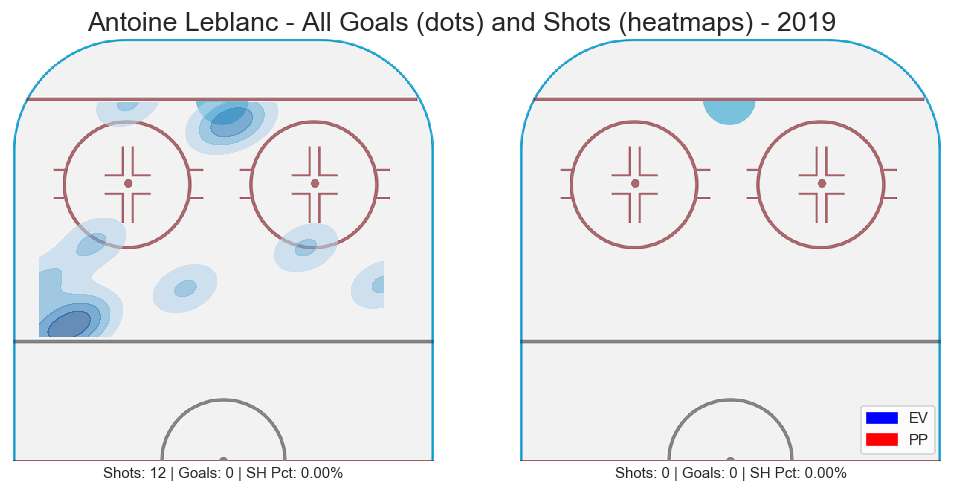 Antoine Leblanc - All Goals (dots) and Shots (heatmaps) - 2019
EV
PP
Shots: 12 | Goals: 0 | SH Pct: 0.00%
Shots: 0 | Goals: 0 | SH Pct: 0.00%